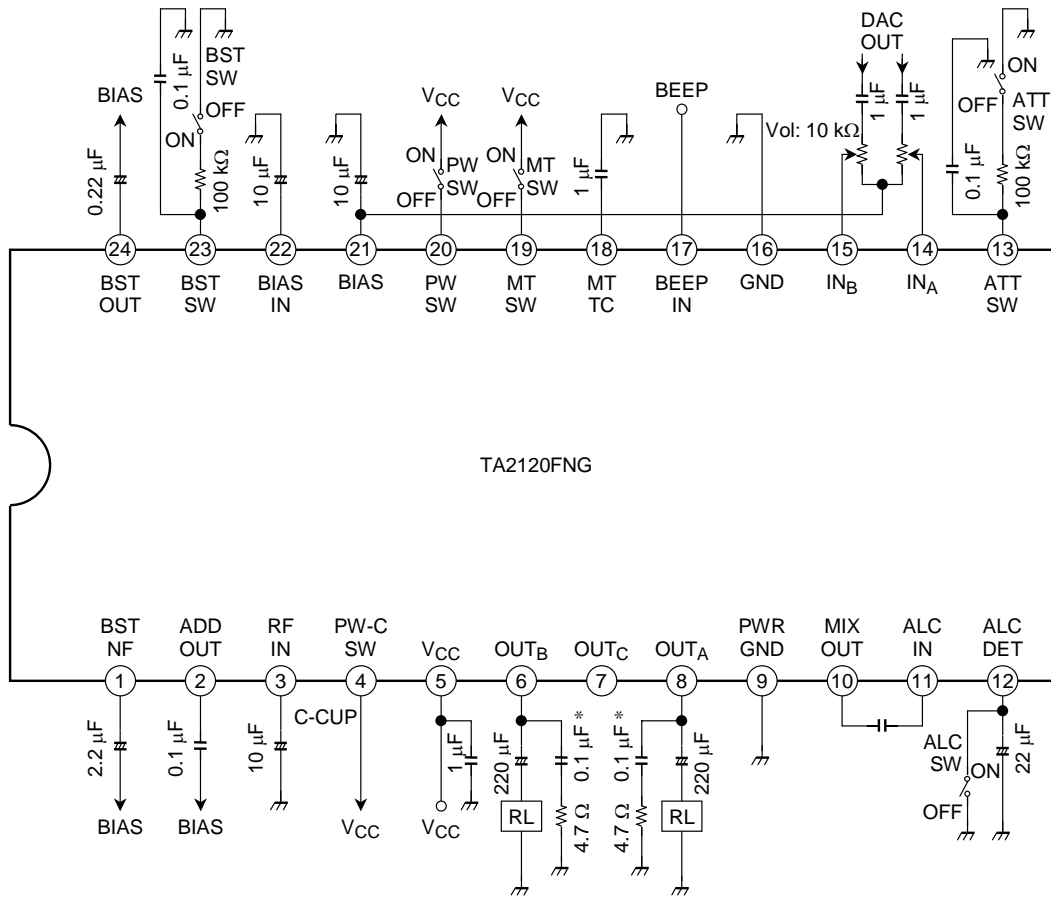 DAC
OUT
BST
SW
BIAS
0.1 µF
OFF
ON
0.22 µF
100 kΩ
10 µF
10 µF
VCC
ON
PW
SW
OFF
VCC
ON
MT
SW
OFF
1 µF
BEEP
Vol: 10 kΩ
1 µF
1 µF
0.1 µF
ON
OFF
ATT
SW
100 kΩ
24
23
22
21
20
19
18
17
16
15
14
13
BST
OUT
BST
SW
BIAS
IN
BIAS
PW
SW
MT
SW
MT
TC
BEEP
IN
GND
INB
INA
ATT
SW
TA2120FNG
BST
NF
ADD
OUT
RF
IN
PW-C
SW
VCC
OUTB
OUTC
OUTA
PWR
GND
MIX
OUT
ALC
IN
ALC
DET
1
2
3
4
5
6
7
8
9
10
11
12
2.2 µF
BIAS
0.1 µF
BIAS
10 µF
C-CUP
VCC
1 µF
VCC
220 µF
RL
0.1 µF*
4.7 Ω
0.1 µF*
4.7 Ω
220 µF
RL
ALC
SW
ON
OFF
22 µF